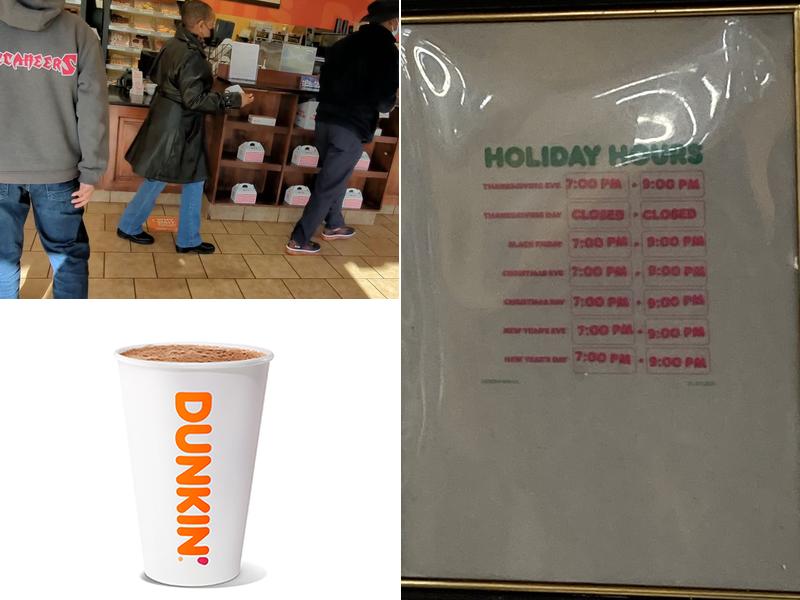 CCANEERS
HOLIDAY HOURS
THANKSGIVING EVE 7:00 PM - 9:00 PM
THANKSGIVING DAY CLOSED - CLOSED
BLACK FRIDAY 7:00 PM - 9:00 PM
CHRISTMAS EVE 7:00 PM - 9:00 PM
CHRISTMAS DAY 7:00 PM - 9:00 PM
NEW YEAR'S EVE 7:00 PM - 9:00 PM
NEW YEAR'S DAY 7:00 PM - 9:00 PM
DUNKIN'